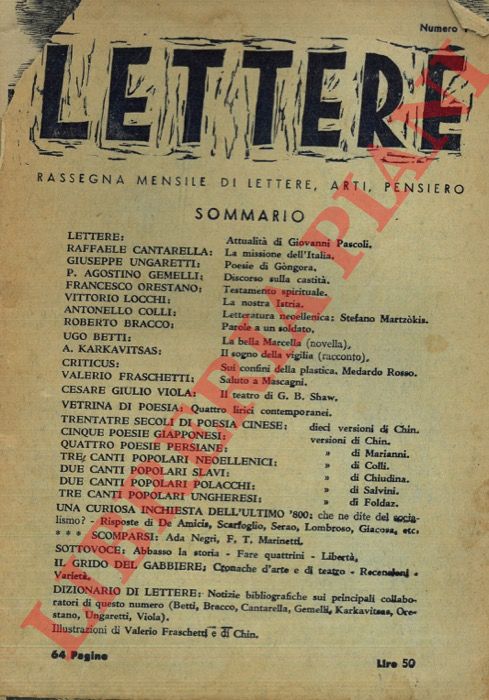 Numero
LETTERE
RASSEGNA MENSILE DI LETTERE, ARTI, PENSIERO
SOMMARIO
LETTERE: Attualità di Giovanni Pascoli.
RAFFAELE CANTARELLA: La missione dell'Italia.
GIUSEPPE UNGARETTI: Poesie di Gòngora.
P. AGOSTINO GEMELLI: Discorso sulla castità.
FRANCESCO ORESTANO: Testamento spirituale.
VITTORIO LOCCHI: La nostra Istria.
ANTONELLO COLLI: Letteratura neoellenica: Stefano Martzòkis.
ROBERTO BRACCO: Parole a un soldato.
UGO BETTI: La bella Marcella (novella),
A. KARKAVITSAS: Il sogno della vigilia (racconto),
CRITICUS: Sui confini della plastica. Medardo Rosso.
VALERIO FRASCHETTI: Saluto a Mascagni.
CESARE GIULIO VIOLA: Il teatro di G. B. Shaw.
VETRINA DI POESIA: Quattro lirici contemporanei.
TRENTATRE SECOLI DI POESIA CINESE: dieci versioni di Chin.
CINQUE POESIE GIAPPONESI: versioni di Chin.
QUATTRO POESIE PERSIANE: » di Marianni.
TRE CANTI POPOLARI NEOELLENICI: » di Colli.
DUE CANTI POPOLARI SLAVI: » di Chiudina.
DUE CANTI POPOLARI POLACCHI: » di Salvini.
TRE CANTI POPOLARI UNGHERESI: » di Foldaz.
UNA CURIOSA INCHIESTA DELL'ULTIMO '800: che ne dite del socia-
lismo? - Risposte di De Amicis, Scarfoglio, Serao, Lombroso, Giacosa, etc.
* * * SCOMPARSI: Ada Negri, F. T. Marinetti.
SOTTOVOCE: Abbasso la storia - Fare quattrini - Libertà,
IL GRIDO DEL GABBIERE; Cronache d'arte e di teatro - Recensioni -
Varietà.
DIZIONARIO DI LETTERE: Notizie bibliografiche sui principali collabo-
ratori di questo numero (Betti, Bracco, Cantarella, Gemelli, Karkavitsas, Ore-
stano, Ungaretti, Viola).
Illustrazioni di Valerio Fraschetti e di Chin.
64 Pagine Lire 50